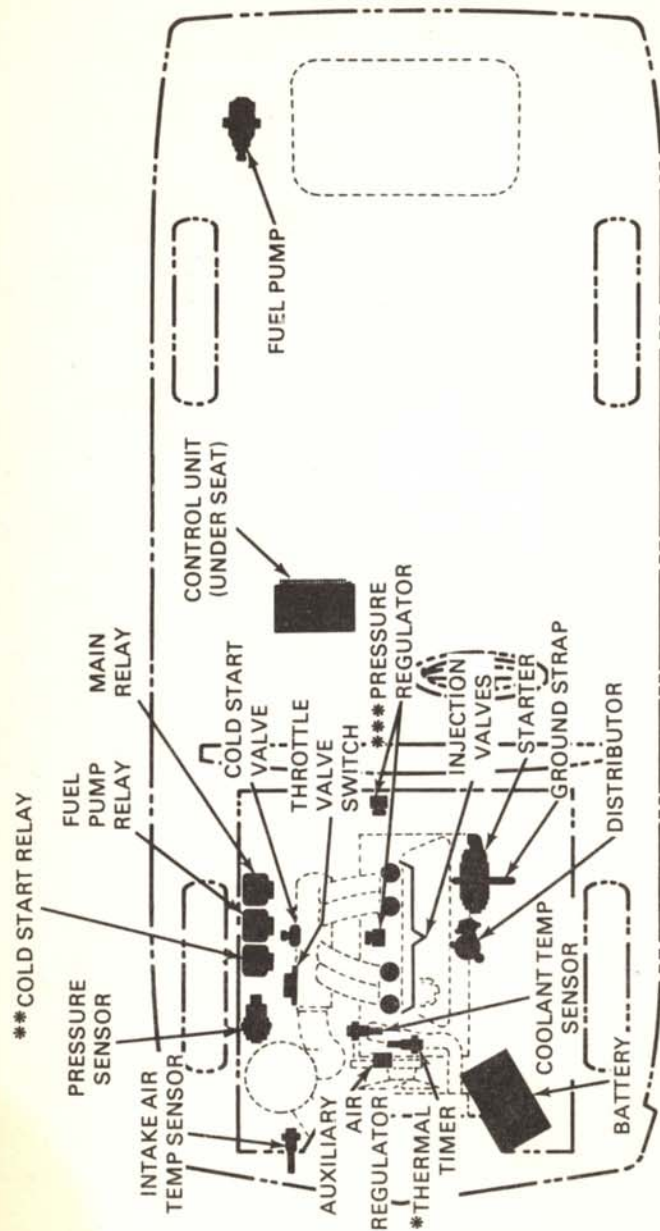 **COLD START RELAY
FUEL
PUMP
RELAY
MAIN
RELAY
PRESSURE
SENSOR
INTAKE AIR
TEMP SENSOR
CONTROL UNIT
(UNDER SEAT)
FUEL PUMP
COLD START
VALVE
THROTTLE
VALVE
SWITCH
***PRESSURE
REGULATOR
AUXILIARY
AIR
REGULATOR
*THERMAL
TIMER
INJECTION
VALVES
STARTER
GROUND STRAP
DISTRIBUTOR
COOLANT TEMP
SENSOR
BATTERY